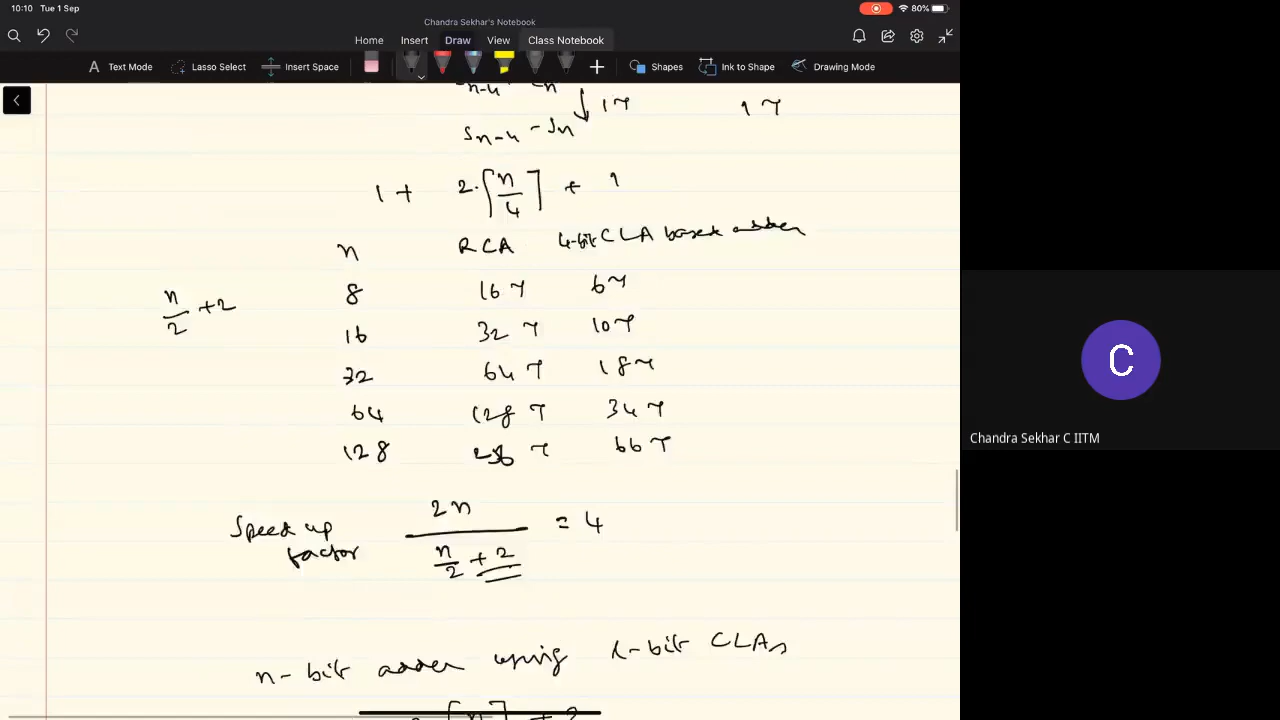 10:10 Tue 1 Sep
80%
Chandra Sekhar's Notebook
Home Insert Draw View Class Notebook
Text Mode Lasso Select Insert Space Shapes Ink to Shape Drawing Mode
↓ 1τ 1τ
Sn-4 - Sn
1 + 2·⌈n/4⌉ + 1
n RCA 4-bit CLA based adder
n/2 + 2
8 16τ 6τ
16 32τ 10τ
32 64τ 18τ
64 128τ 34τ
128 256τ 66τ
Speed up factor 2n / (n/2 + 2) = 4
n-bit adder using l-bit CLAs
C
Chandra Sekhar C IITM